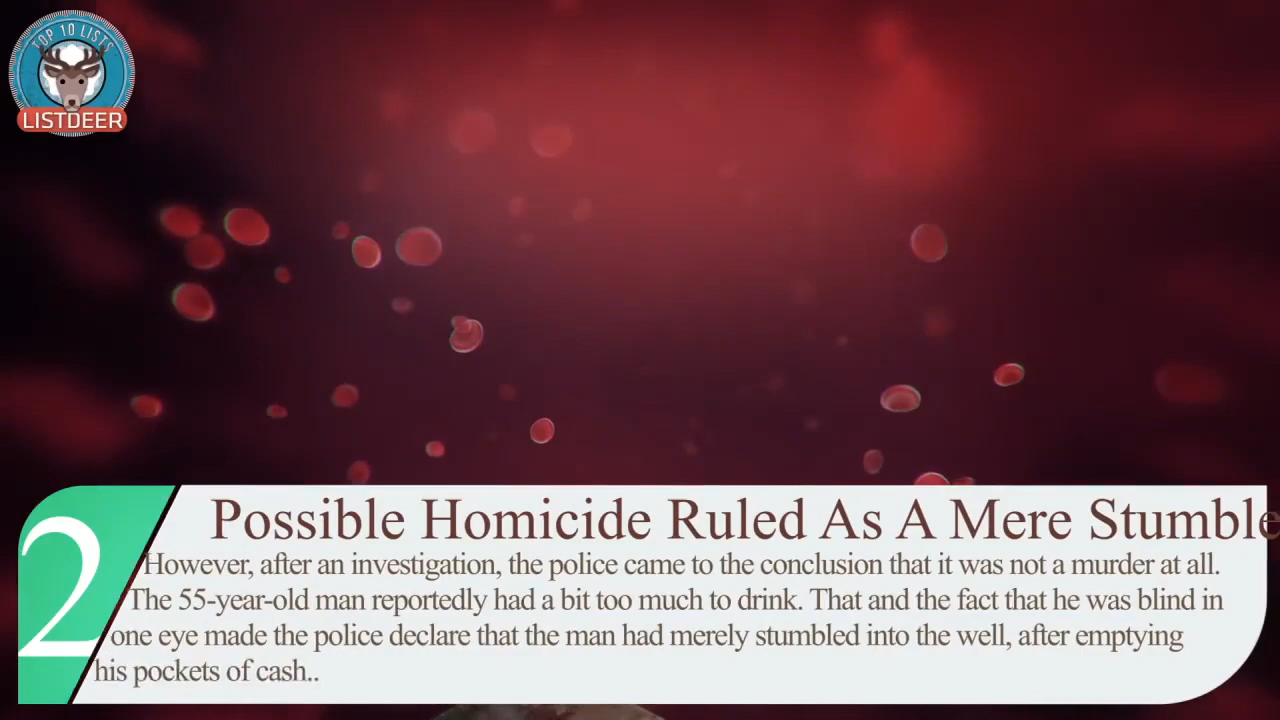 TOP 10 LISTS
LISTDEER
2
Possible Homicide Ruled As A Mere Stumble
However, after an investigation, the police came to the conclusion that it was not a murder at all.
The 55-year-old man reportedly had a bit too much to drink. That and the fact that he was blind in
one eye made the police declare that the man had merely stumbled into the well, after emptying
his pockets of cash..